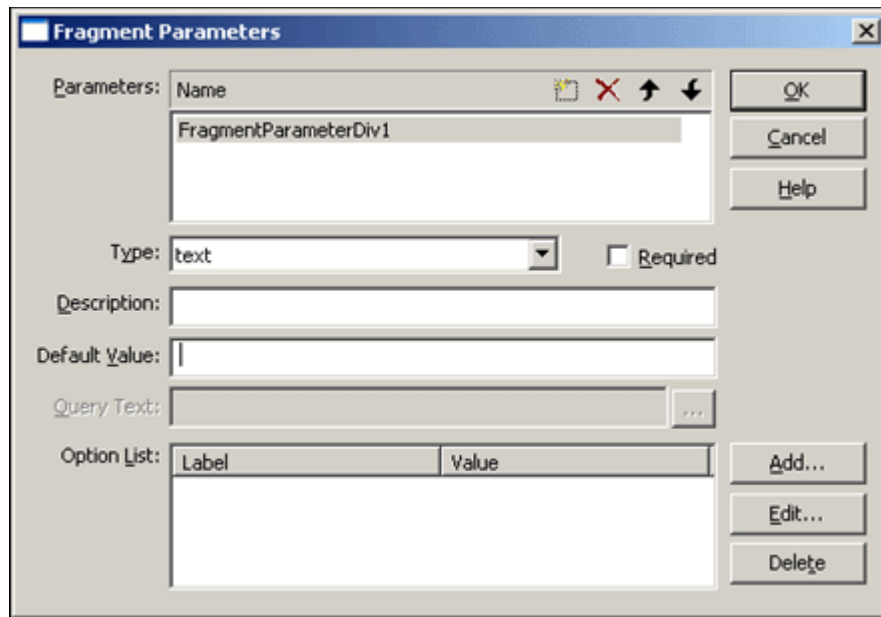 Fragment Parameters
Parameters: Name
OK
FragmentParameterDiv1
Cancel
Help
Type: text
Required
Description:
Default Value:
Query Text: ...
Option List: Label Value
Add...
Edit...
Delete